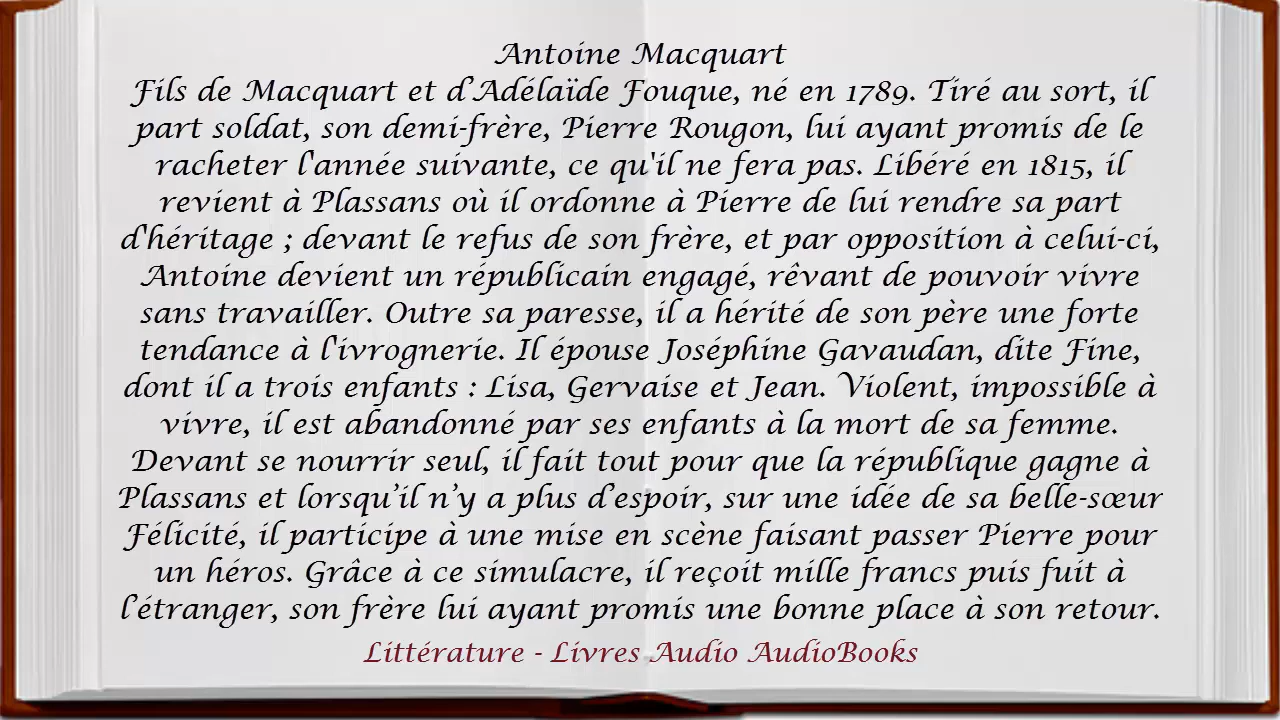 Antoine Macquart
Fils de Macquart et d'Adélaïde Fouque, né en 1789. Tiré au sort, il
part soldat, son demi-frère, Pierre Rougon, lui ayant promis de le
racheter l'année suivante, ce qu'il ne fera pas. Libéré en 1815, il
revient à Plassans où il ordonne à Pierre de lui rendre sa part
d'héritage ; devant le refus de son frère, et par opposition à celui-ci,
Antoine devient un républicain engagé, rêvant de pouvoir vivre
sans travailler. Outre sa paresse, il a hérité de son père une forte
tendance à l'ivrognerie. Il épouse Joséphine Gavaudan, dite Fine,
dont il a trois enfants : Lisa, Gervaise et Jean. Violent, impossible à
vivre, il est abandonné par ses enfants à la mort de sa femme.
Devant se nourrir seul, il fait tout pour que la république gagne à
Plassans et lorsqu'il n'y a plus d'espoir, sur une idée de sa belle-sœur
Félicité, il participe à une mise en scène faisant passer Pierre pour
un héros. Grâce à ce simulacre, il reçoit mille francs puis fuit à
l'étranger, son frère lui ayant promis une bonne place à son retour.
Littérature - Livres Audio AudioBooks